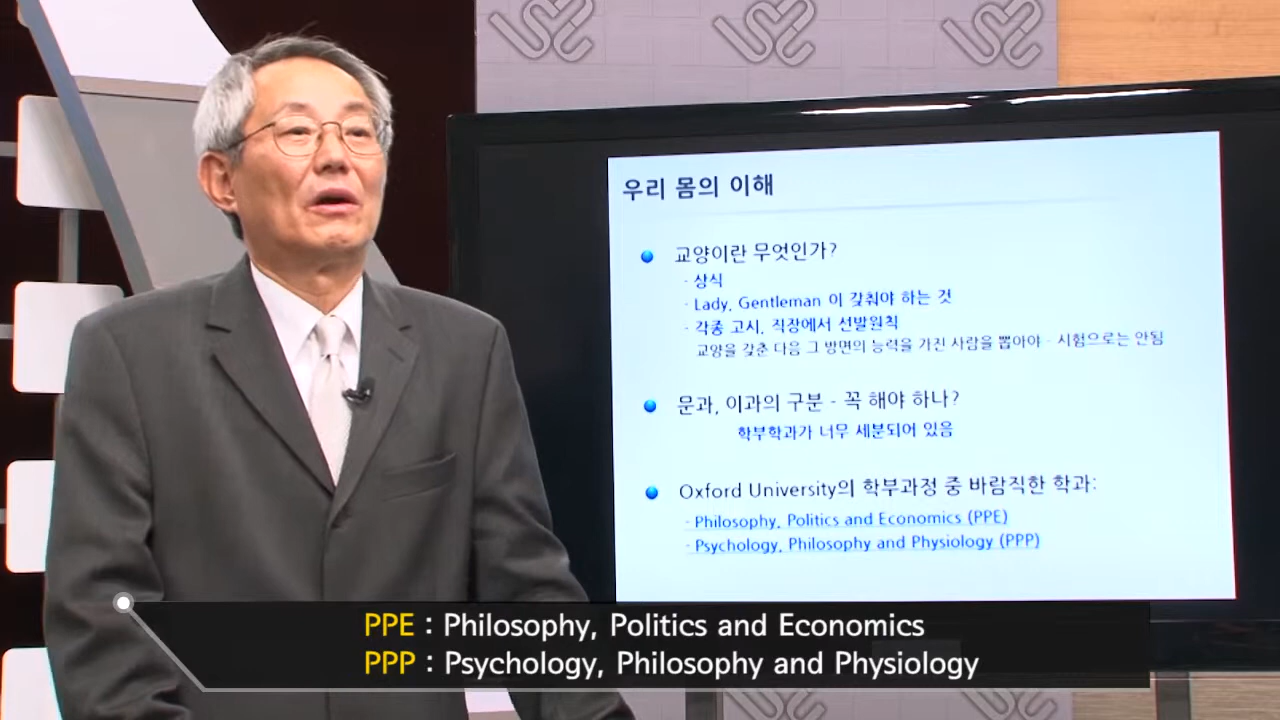 우리 몸의 이해
교양이란 무엇인가?
- 상식
- Lady, Gentleman 이 갖춰야 하는 것
- 각종 고시, 직장에서 선발원칙
교양을 갖춘 다음 그 방면의 능력을 가진 사람을 뽑아야 - 시험으로는 안됨
문과, 이과의 구분 - 꼭 해야 하나?
학부학과가 너무 세분되어 있음
Oxford University의 학부과정 중 바람직한 학과:
- Philosophy, Politics and Economics (PPE)
- Psychology, Philosophy and Physiology (PPP)
PPE : Philosophy, Politics and Economics
PPP : Psychology, Philosophy and Physiology